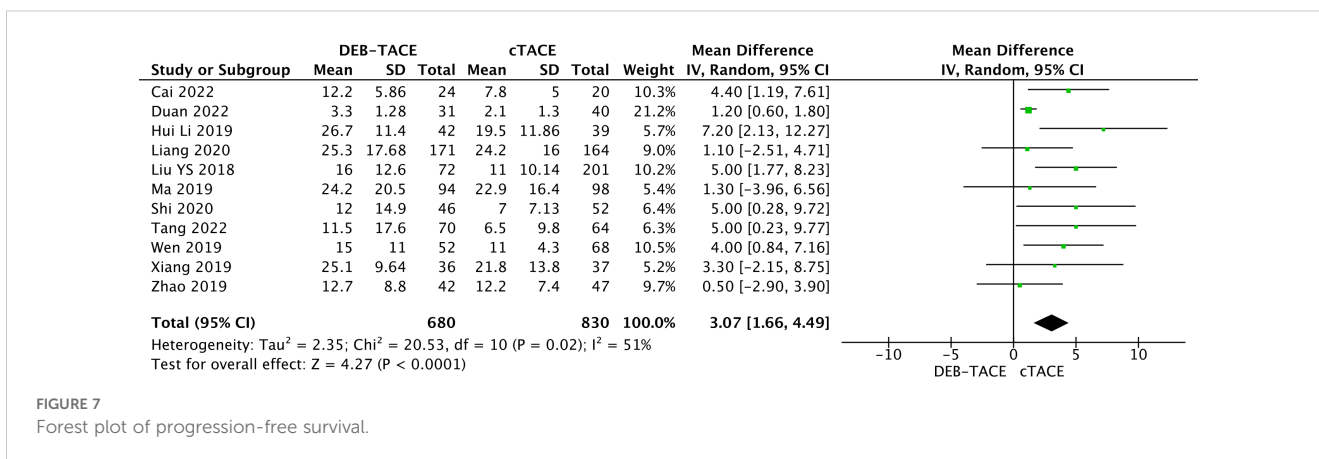 DEB-TACE cTACE Mean Difference Mean Difference
Study or Subgroup Mean SD Total Mean SD Total Weight IV, Random, 95% CI IV, Random, 95% CI
Cai 2022 12.2 5.86 24 7.8 5 20 10.3% 4.40 [1.19, 7.61]
Duan 2022 3.3 1.28 31 2.1 1.3 40 21.2% 1.20 [0.60, 1.80]
Hui Li 2019 26.7 11.4 42 19.5 11.86 39 5.7% 7.20 [2.13, 12.27]
Liang 2020 25.3 17.68 171 24.2 16 164 9.0% 1.10 [-2.51, 4.71]
Liu YS 2018 16 12.6 72 11 10.14 201 10.2% 5.00 [1.77, 8.23]
Ma 2019 24.2 20.5 94 22.9 16.4 98 5.4% 1.30 [-3.96, 6.56]
Shi 2020 12 14.9 46 7 7.13 52 6.4% 5.00 [0.28, 9.72]
Tang 2022 11.5 17.6 70 6.5 9.8 64 6.3% 5.00 [0.23, 9.77]
Wen 2019 15 11 52 11 4.3 68 10.5% 4.00 [0.84, 7.16]
Xiang 2019 25.1 9.64 36 21.8 13.8 37 5.2% 3.30 [-2.15, 8.75]
Zhao 2019 12.7 8.8 42 12.2 7.4 47 9.7% 0.50 [-2.90, 3.90]
Total (95% CI) 680 830 100.0% 3.07 [1.66, 4.49]
Heterogeneity: Tau² = 2.35; Chi² = 20.53, df = 10 (P = 0.02); I² = 51%
Test for overall effect: Z = 4.27 (P < 0.0001)
-10 -5 0 5 10
DEB-TACE cTACE
FIGURE 7
Forest plot of progression-free survival.